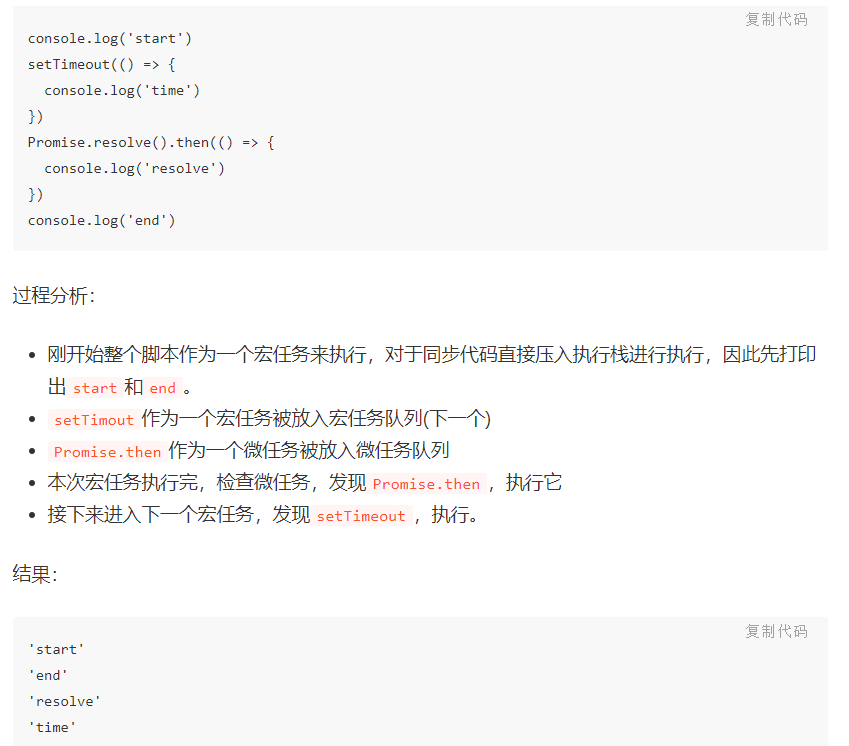 复制代码
console.log('start')
setTimeout(() => {
  console.log('time')
})
Promise.resolve().then(() => {
  console.log('resolve')
})
console.log('end')
过程分析：
• 刚开始整个脚本作为一个宏任务来执行，对于同步代码直接压入执行栈进行执行，因此先打印
出 start 和 end 。
• setTimout 作为一个宏任务被放入宏任务队列(下一个)
• Promise.then 作为一个微任务被放入微任务队列
• 本次宏任务执行完，检查微任务，发现 Promise.then ，执行它
• 接下来进入下一个宏任务，发现 setTimeout ，执行。
结果：
复制代码
'start'
'end'
'resolve'
'time'